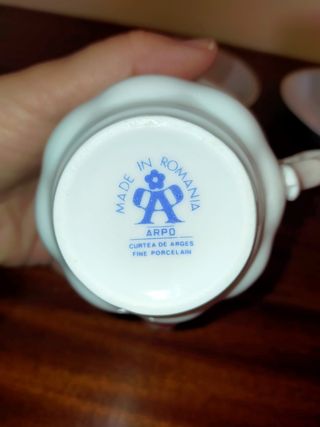 MADE IN ROMANIA
ARPO
CURTEA DE ARGES
FINE PORCELAIN